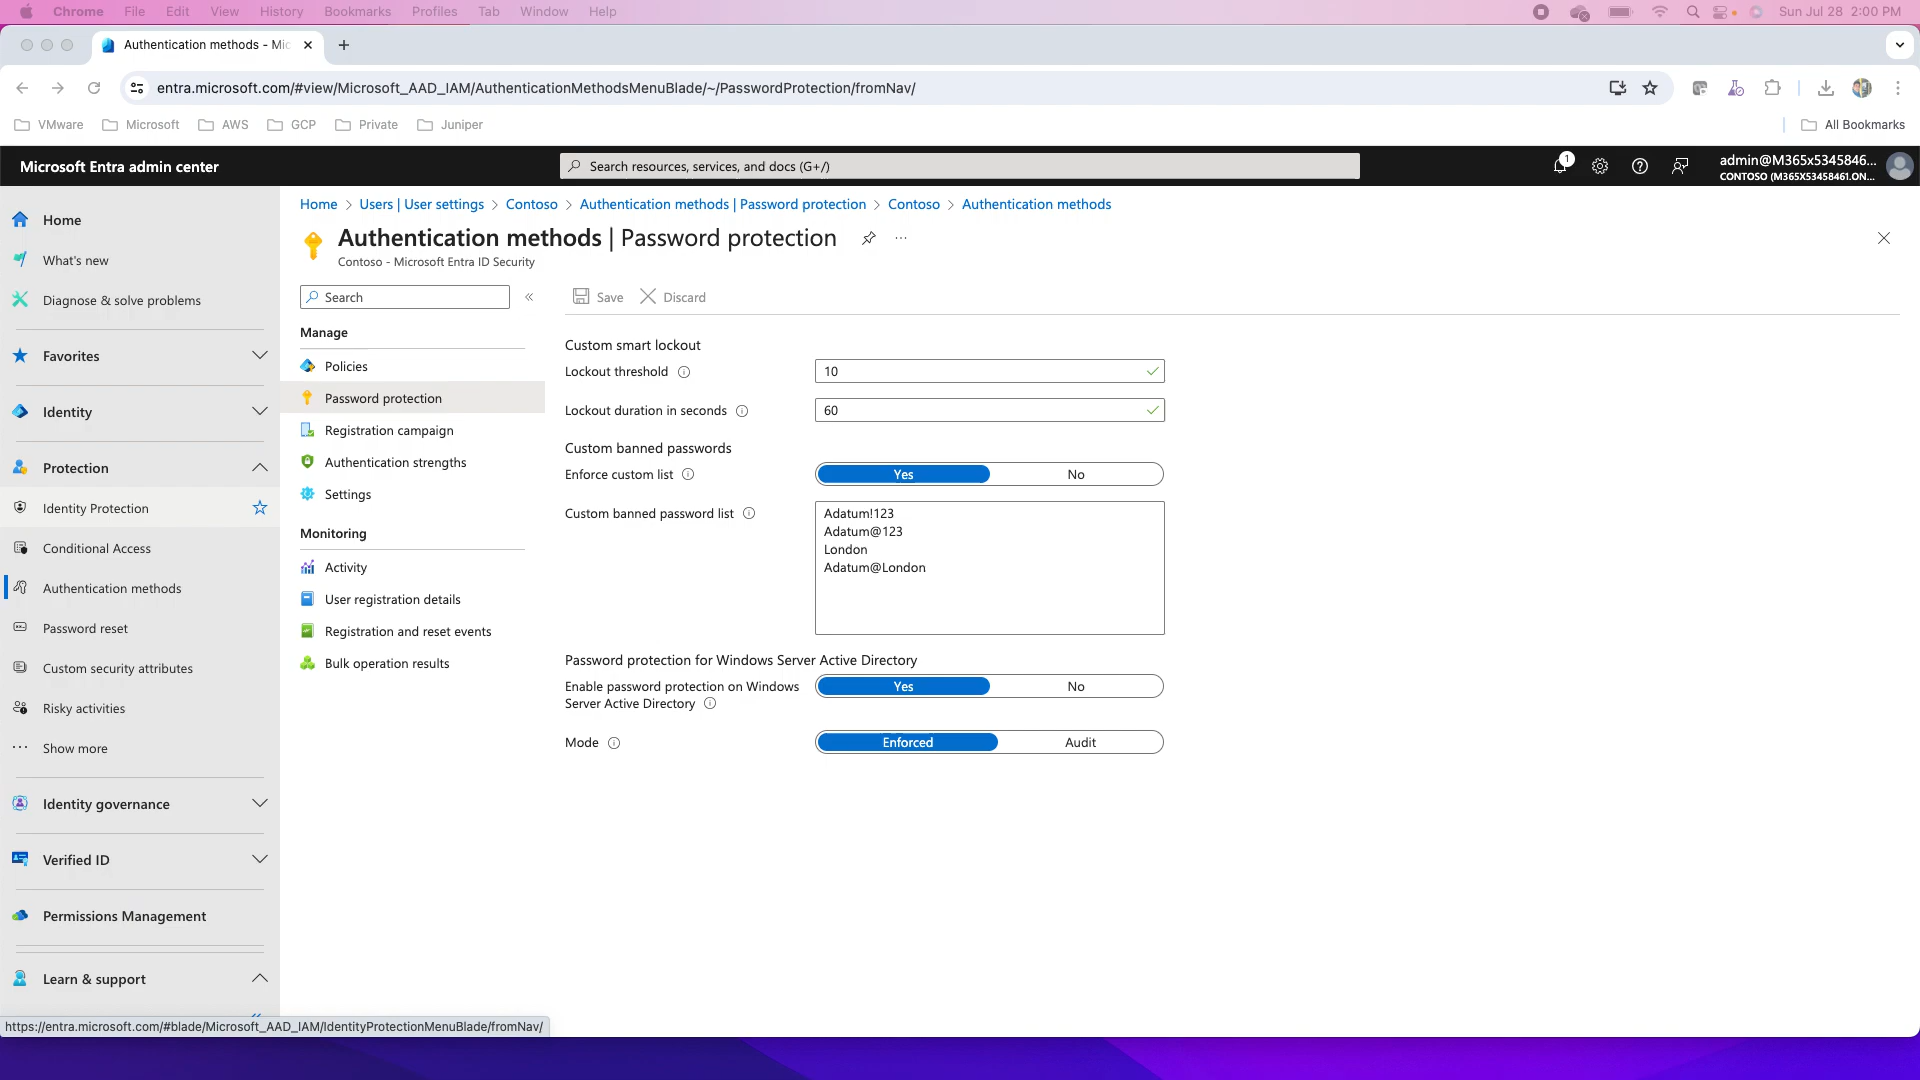 Chrome File Edit View History Bookmarks Profiles Tab Window Help Sun Jul 28 2:00 PM
Authentication methods - Mic
entra.microsoft.com/#view/Microsoft_AAD_IAM/AuthenticationMethodsMenuBlade/~/PasswordProtection/fromNav/
VMware Microsoft AWS GCP Private Juniper All Bookmarks
Microsoft Entra admin center
Search resources, services, and docs (G+/)
1
admin@M365x5345846...
CONTOSO (M365X53458461.ON...
Home
What's new
Diagnose & solve problems
Favorites
Identity
Protection
Identity Protection
Conditional Access
Authentication methods
Password reset
Custom security attributes
Risky activities
Show more
Identity governance
Verified ID
Permissions Management
Learn & support
https://entra.microsoft.com/#blade/Microsoft_AAD_IAM/IdentityProtectionMenuBlade/fromNav/
Home > Users | User settings > Contoso > Authentication methods | Password protection > Contoso > Authentication methods
Authentication methods | Password protection
Contoso - Microsoft Entra ID Security
Search
Manage
Policies
Password protection
Registration campaign
Authentication strengths
Settings
Monitoring
Activity
User registration details
Registration and reset events
Bulk operation results
Save Discard
Custom smart lockout
Lockout threshold 10
Lockout duration in seconds 60
Custom banned passwords
Enforce custom list Yes No
Custom banned password list
Adatum!123
Adatum@123
London
Adatum@London
Password protection for Windows Server Active Directory
Enable password protection on Windows Yes No
Server Active Directory
Mode Enforced Audit